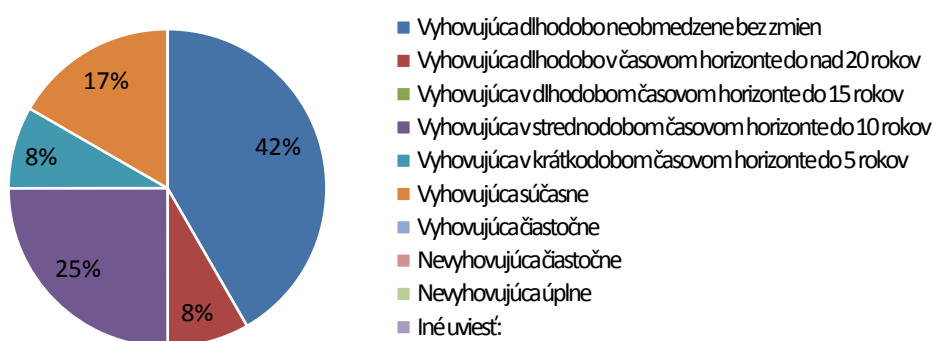 17%
42%
8%
25%
8%
Vyhovujúca dlhodobo neobmedzene bez zmien
Vyhovujúca dlhodobo v časovom horizonte do nad 20 rokov
Vyhovujúca v dlhodobom časovom horizonte do 15 rokov
Vyhovujúca v strednodobom časovom horizonte do 10 rokov
Vyhovujúca v krátkodobom časovom horizonte do 5 rokov
Vyhovujúca súčasne
Vyhovujúca čiastočne
Nevyhovujúca čiastočne
Nevyhovujúca úplne
Iné uviesť: